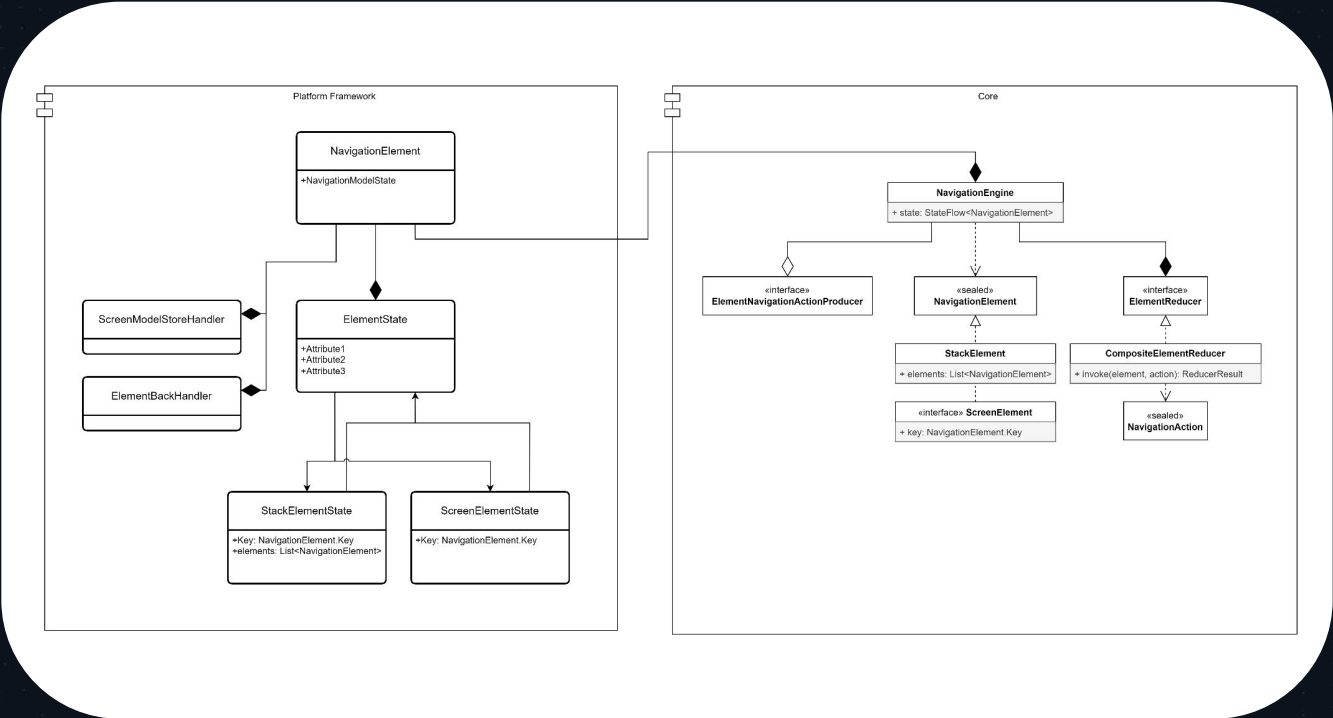 Platform Framework
NavigationElement
+NavigationModelState
ScreenModelStoreHandler
ElementBackHandler
ElementState
+Attribute1
+Attribute2
+Attribute3
StackElementState
+Key: NavigationElement.Key
+elements: List<NavigationElement>
ScreenElementState
+Key: NavigationElement.Key
Core
NavigationEngine
+ state: StateFlow<NavigationElement>
«interface»
ElementNavigationActionProducer
«sealed»
NavigationElement
«interface»
ElementReducer
StackElement
+ elements: List<NavigationElement>
CompositeElementReducer
+ invoke(element, action): ReducerResult
«interface» ScreenElement
+ key: NavigationElement.Key
«sealed»
NavigationAction